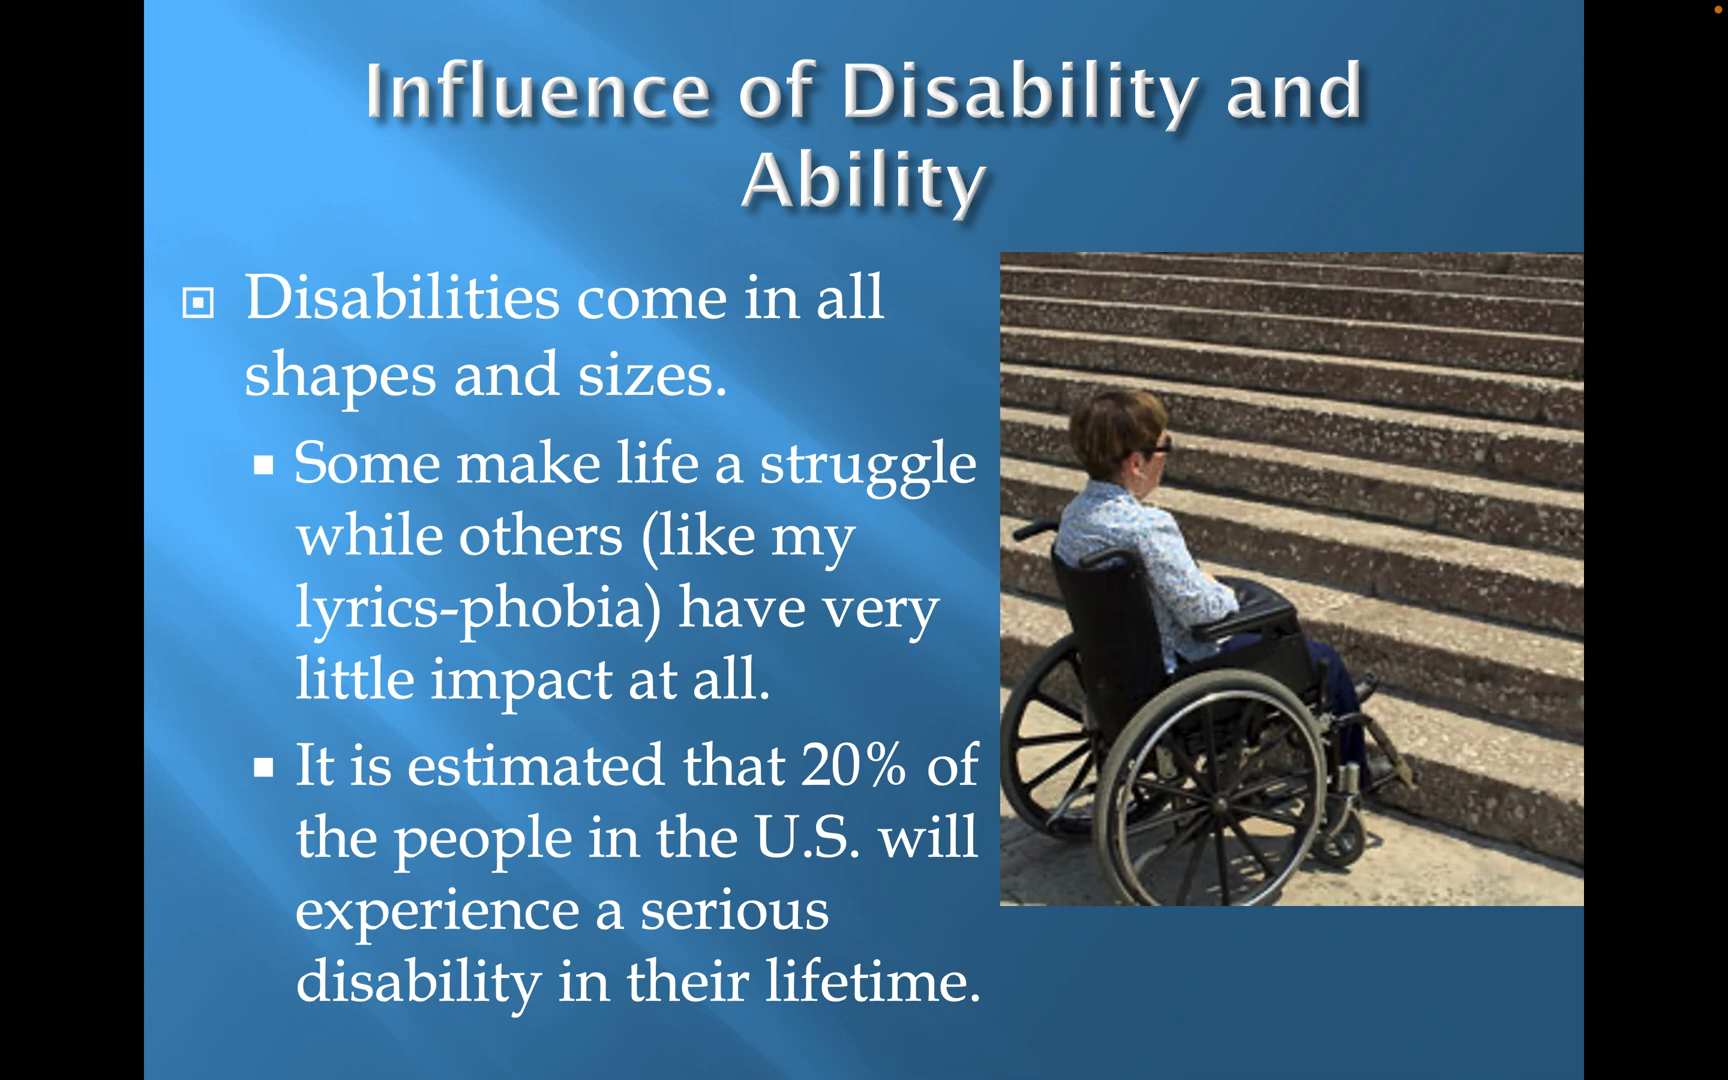 Influence of Disability and
Ability
Disabilities come in all
shapes and sizes.
Some make life a struggle
while others (like my
lyrics-phobia) have very
little impact at all.
It is estimated that 20% of
the people in the U.S. will
experience a serious
disability in their lifetime.